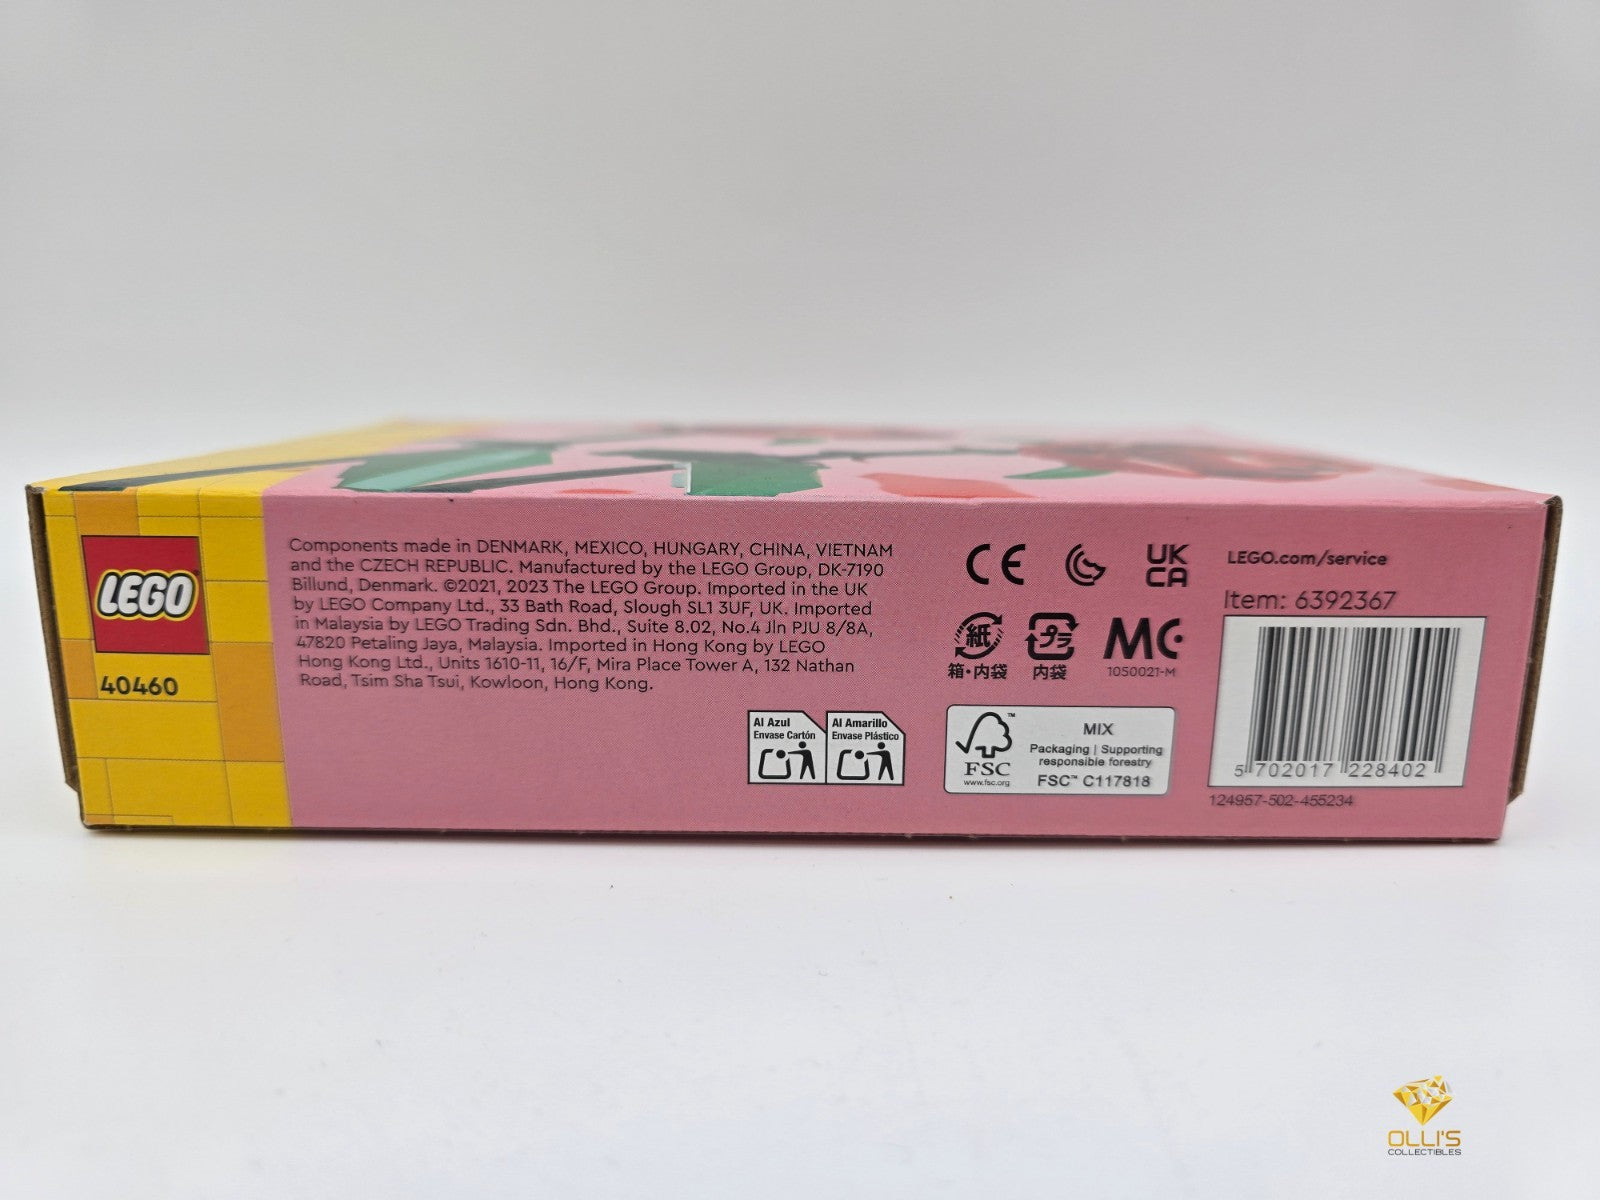 LEGO
40460
Components made in DENMARK, MEXICO, HUNGARY, CHINA, VIETNAM
and the CZECH REPUBLIC. Manufactured by the LEGO Group, DK-7190
Billund, Denmark. ©2021, 2023 The LEGO Group. Imported in the UK
by LEGO Company Ltd., 33 Bath Road, Slough SL1 3UF, UK. Imported
in Malaysia by LEGO Trading Sdn. Bhd., Suite 8.02, No.4 Jln PJU 8/8A,
47820 Petaling Jaya, Malaysia. Imported in Hong Kong by LEGO
Hong Kong Ltd., Units 1610-11, 16/F, Mira Place Tower A, 132 Nathan
Road, Tsim Sha Tsui, Kowloon, Hong Kong.
Al Azul
Envase Cartón
Al Amarillo
Envase Plástico
CE
UK
CA
紙
箱・内袋
プラ
内袋
MC
1050021-M
FSC
www.fsc.org
MIX
Packaging | Supporting
responsible forestry
FSC™ C117818
LEGO.com/service
Item: 6392367
5 702017 228402
124957-502-455234
OLLI'S
COLLECTIBLES